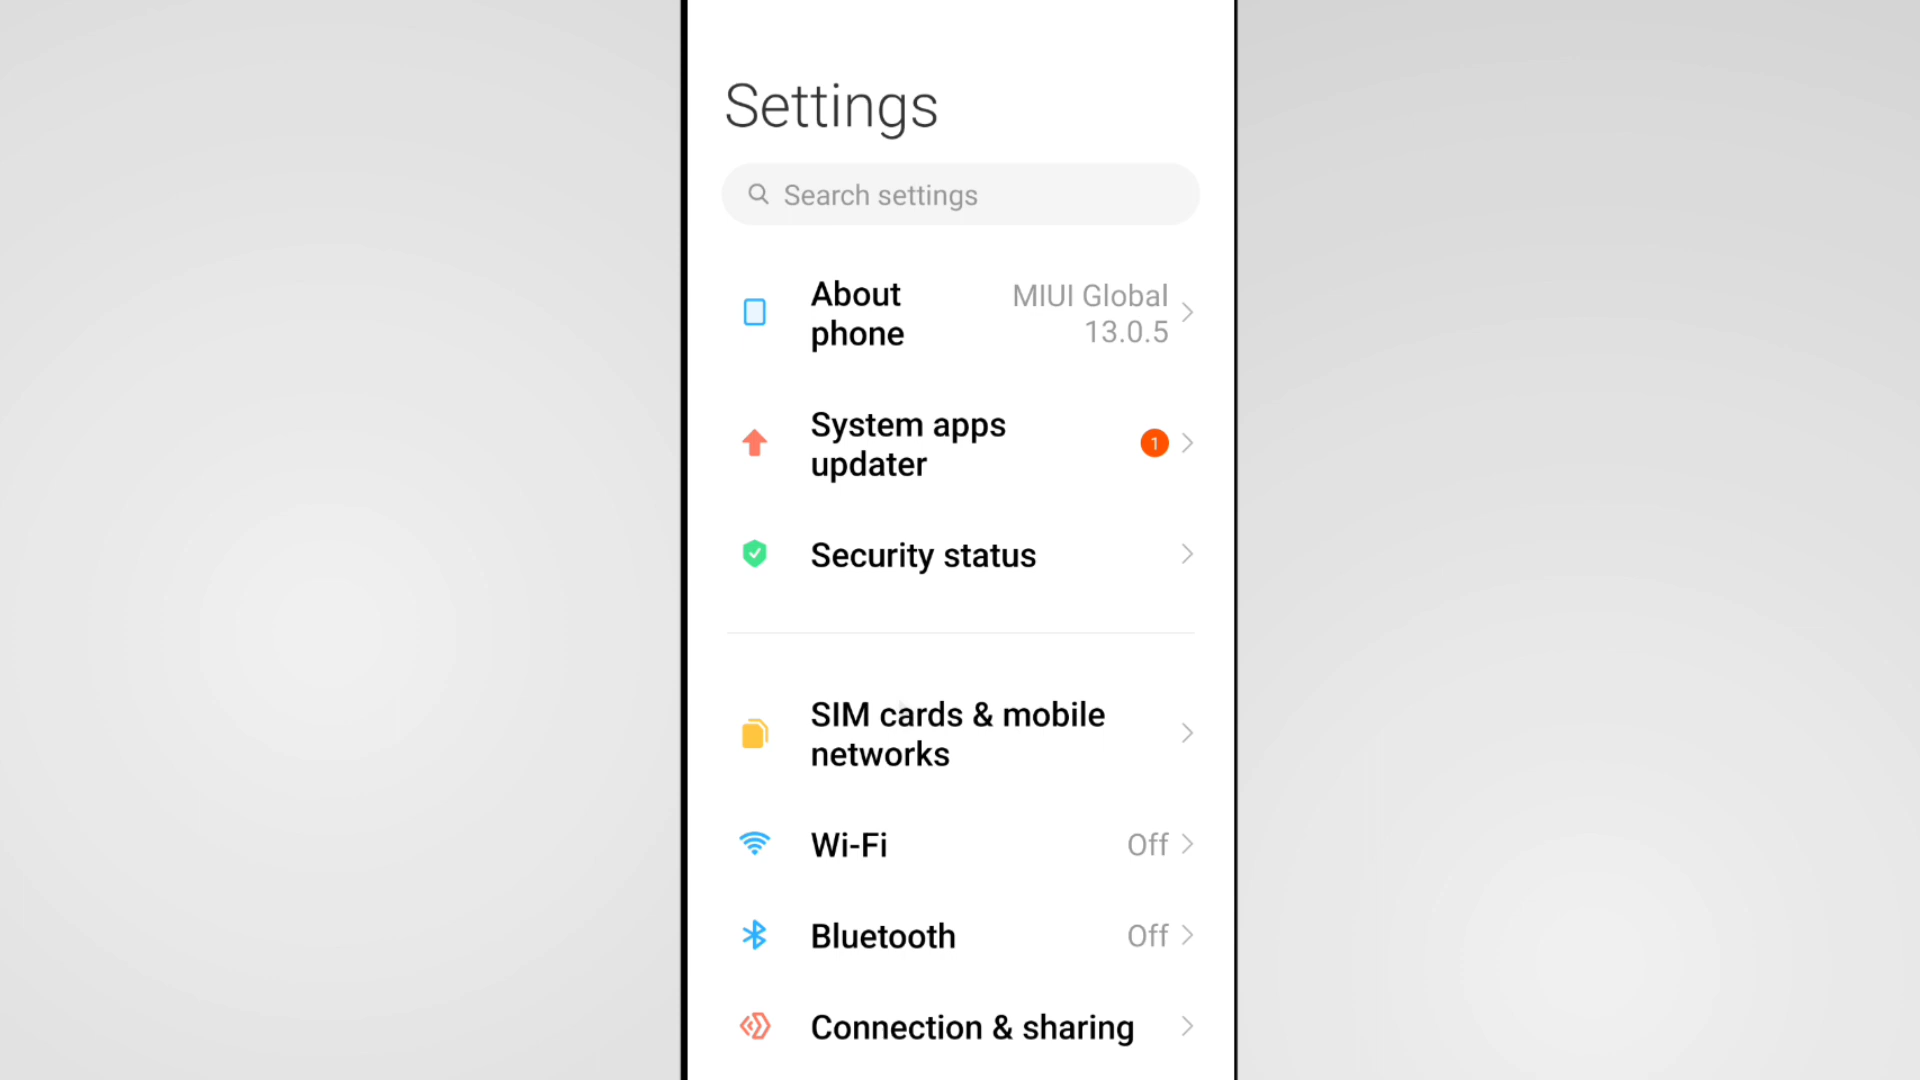 Settings
Search settings
About
phone
MIUI Global
13.0.5
System apps
updater
1
Security status
SIM cards & mobile
networks
Wi-Fi
Off
Bluetooth
Off
Connection & sharing